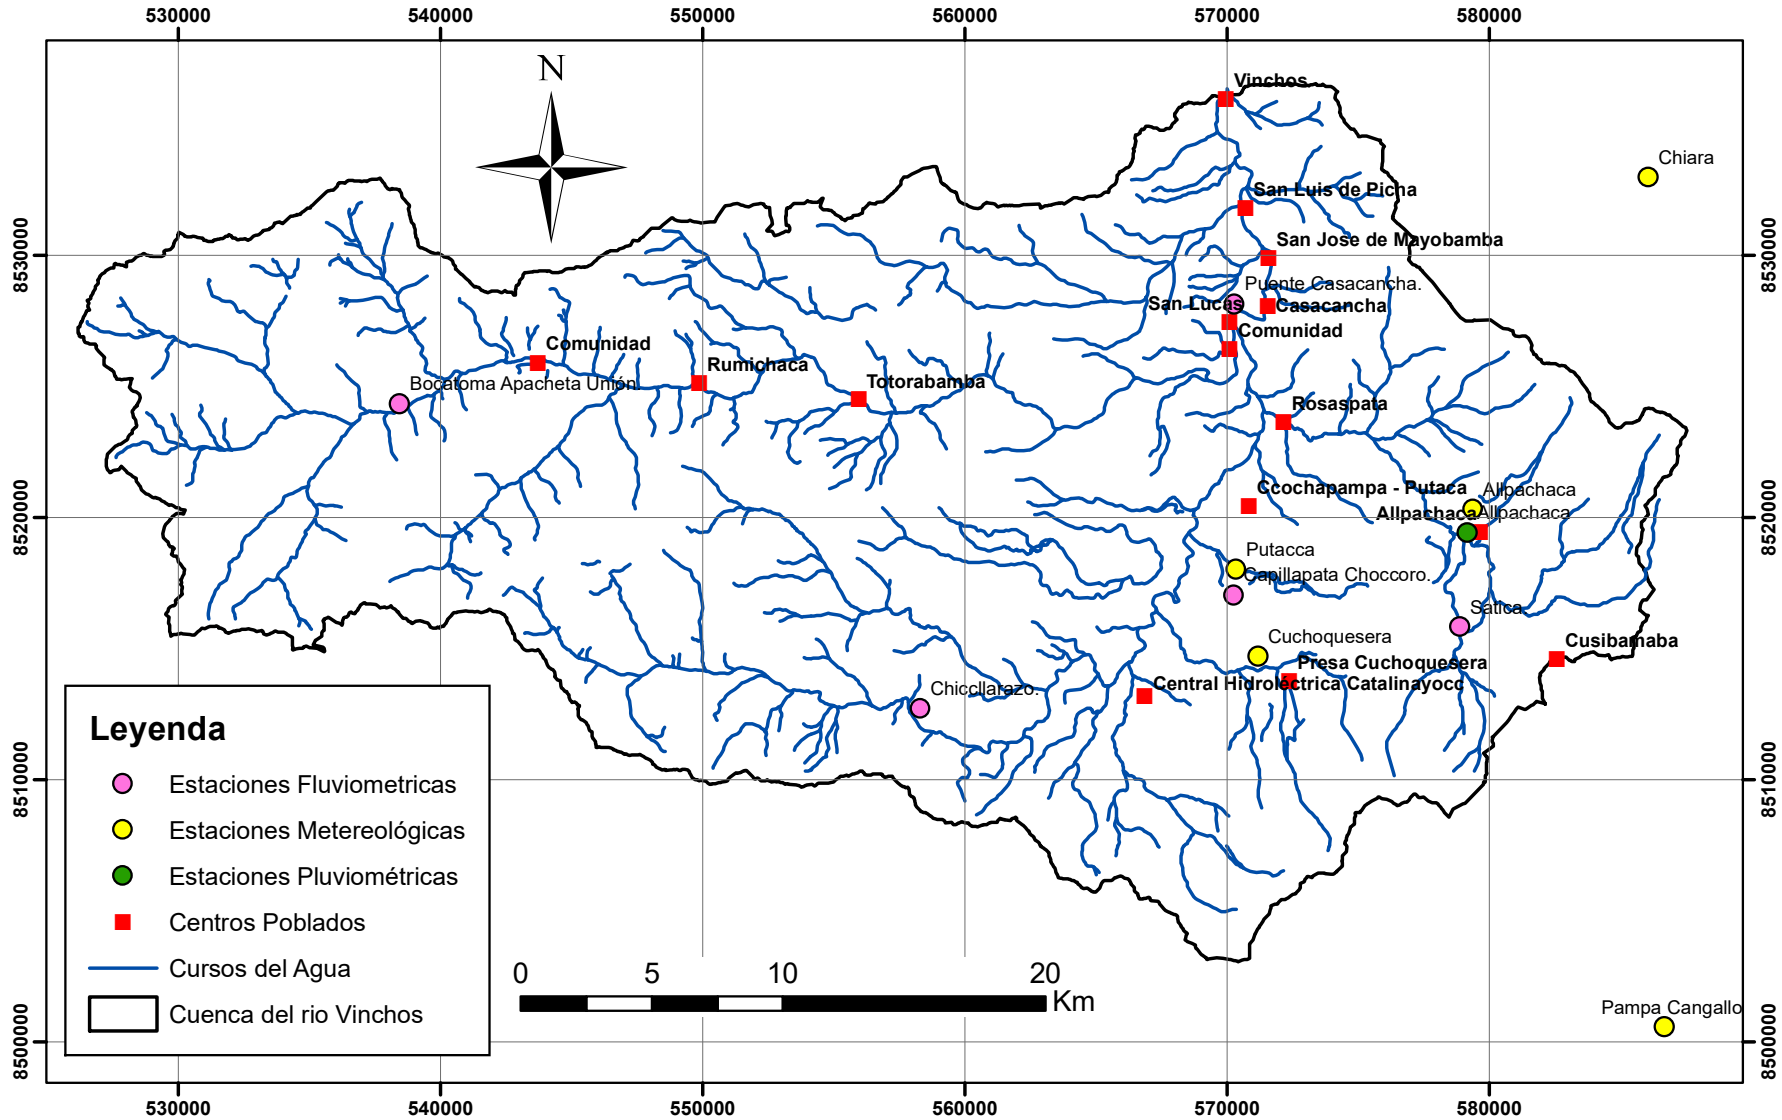 530000 540000 550000 560000 570000 580000
N
Vinchos
Chiara
San Luis de Picha
San Jose de Mayobamba
8530000
8530000
Puente Casacancha.
San Lucas
Casacancha
Comunidad
Comunidad
Rumichaca
Bocatoma Apacheta Unión.
Totorabamba
Rosaspata
Ccochapampa - Putaca
Allpachaca
Allpachaca
Allpachaca
8520000
8520000
Putacca
Capillapata Choccoro.
Satica.
Cuchoquesera
Cusibamaba
Presa Cuchoquesera
Central Hidroléctrica Catalinayocc
Chiccllarazo.
8510000
8510000
Leyenda
Estaciones Fluviometricas
Estaciones Metereológicas
Estaciones Pluviométricas
Centros Poblados
Cursos del Agua
Cuenca del rio Vinchos
0 5 10 20
Km
Pampa Cangallo
8500000
8500000
530000 540000 550000 560000 570000 580000